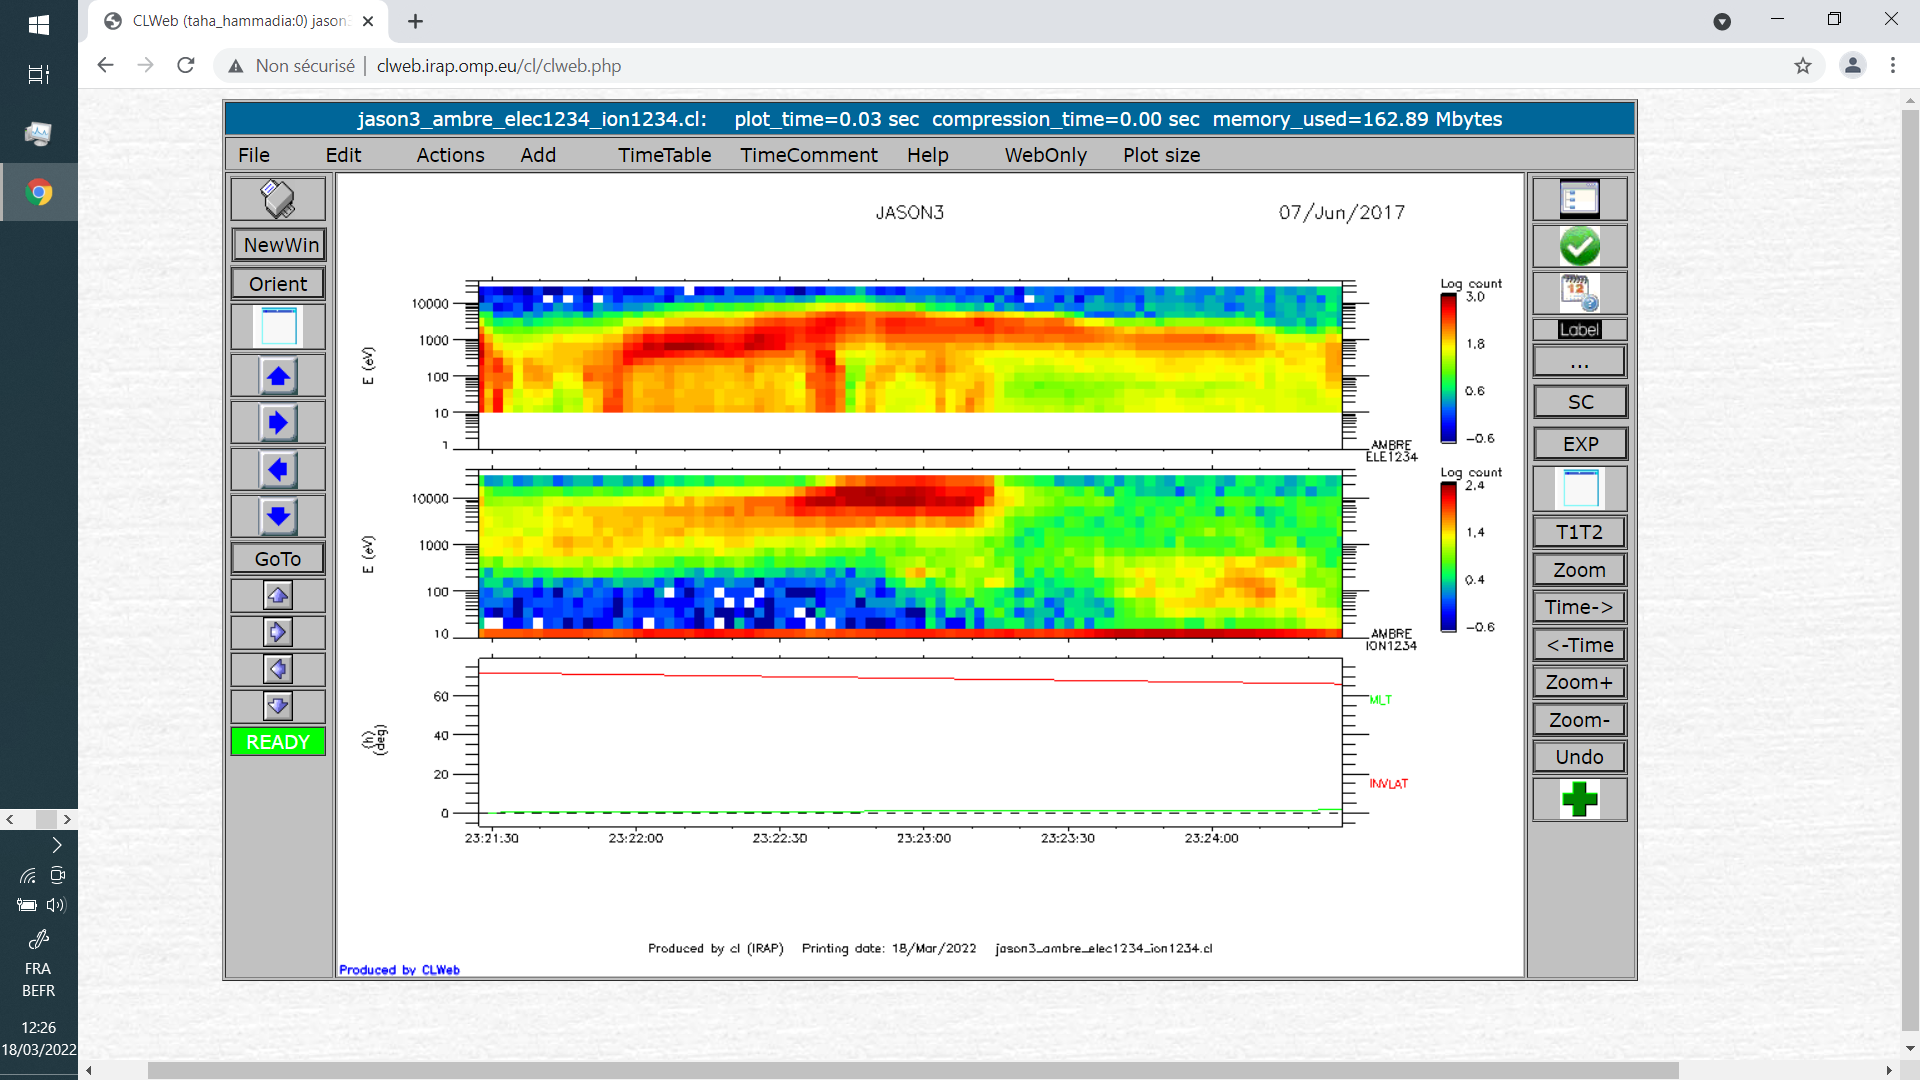 CLWeb (taha_hammadia:0) jason3
Non sécurisé | clweb.irap.omp.eu/cl/clweb.php
jason3_ambre_elec1234_ion1234.cl: plot_time=0.03 sec compression_time=0.00 sec memory_used=162.89 Mbytes
File Edit Actions Add TimeTable TimeComment Help WebOnly Plot size
NewWin
Orient
GoTo
READY
JASON3 07/Jun/2017
Log count
3.0
1.8
0.6
-0.6
10000
1000
100
10
1
E (eV)
AMBRE
ELE1234
Log count
2.4
1.4
0.4
-0.6
10000
1000
100
10
E (eV)
AMBRE
ION1234
60
40
20
0
(h)
(deg)
MLT
INVLAT
23:21:30 23:22:00 23:22:30 23:23:00 23:23:30 23:24:00
Produced by cl (IRAP) Printing date: 18/Mar/2022 jason3_ambre_elec1234_ion1234.cl
Produced by CLWeb
12
Label
...
SC
EXP
T1T2
Zoom
Time->
<-Time
Zoom+
Zoom-
Undo
FRA
BEFR
12:26
18/03/2022